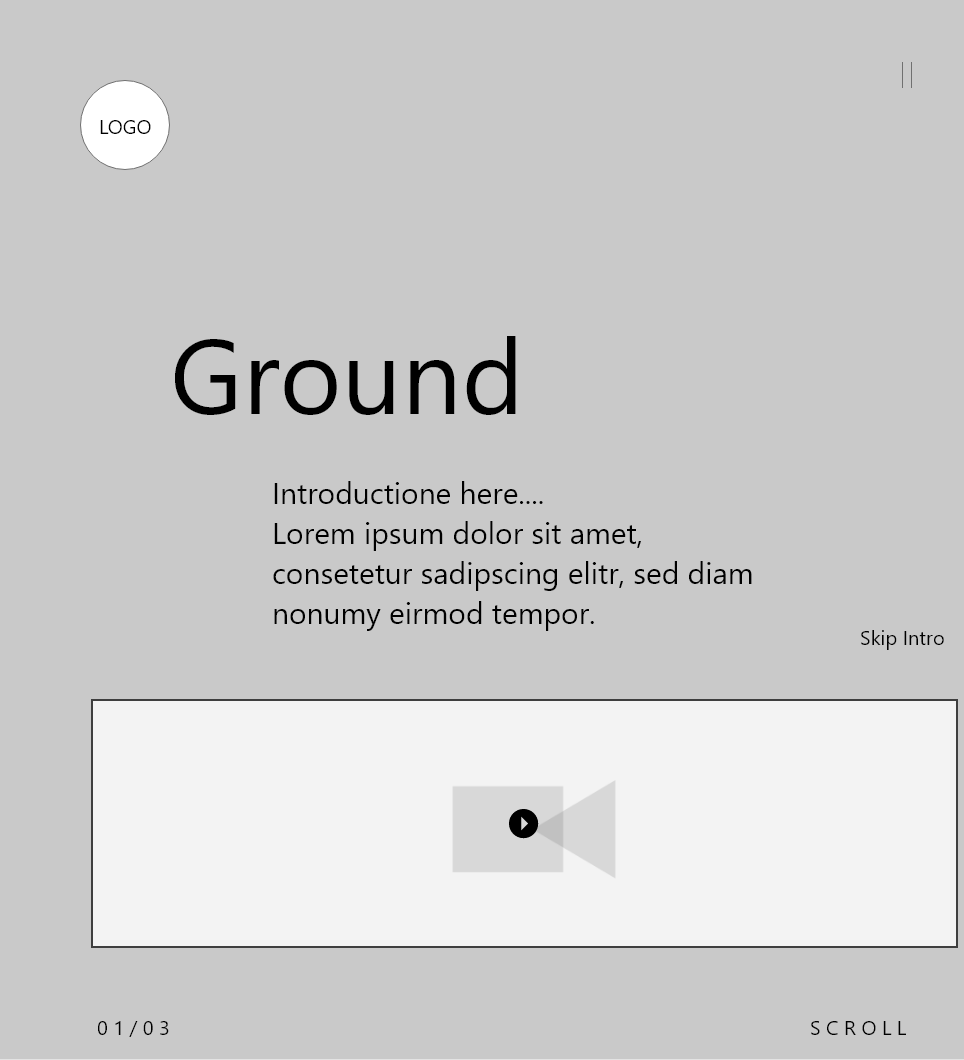 LOGO
Ground
Introductione here....
Lorem ipsum dolor sit amet,
consetetur sadipscing elitr, sed diam
nonumy eirmod tempor.
Skip Intro
01/03
SCROLL